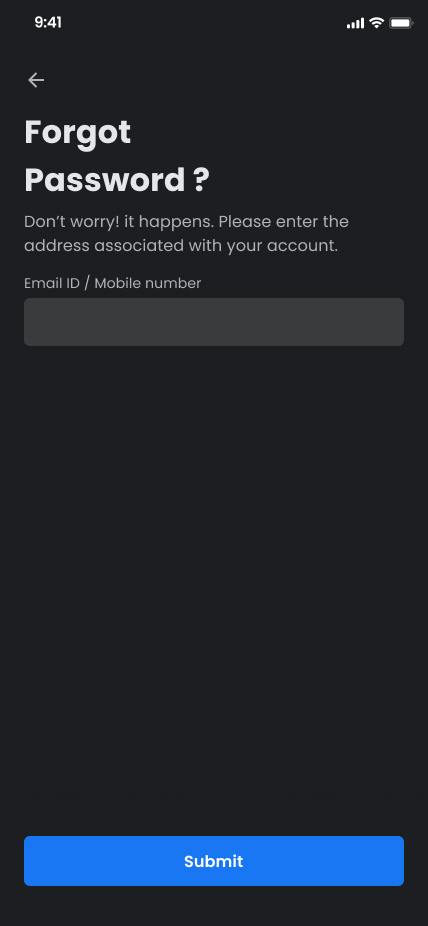 9:41
Forgot
Password ?
Don’t worry! it happens. Please enter the
address associated with your account.
Email ID / Mobile number
Submit